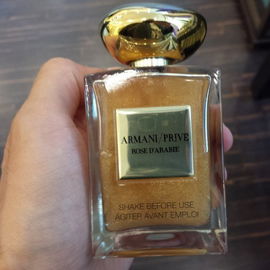 ARMANI/PRIVÉ
ROSE D'ARABIE
SHAKE BEFORE USE
AGITER AVANT EMPLOI